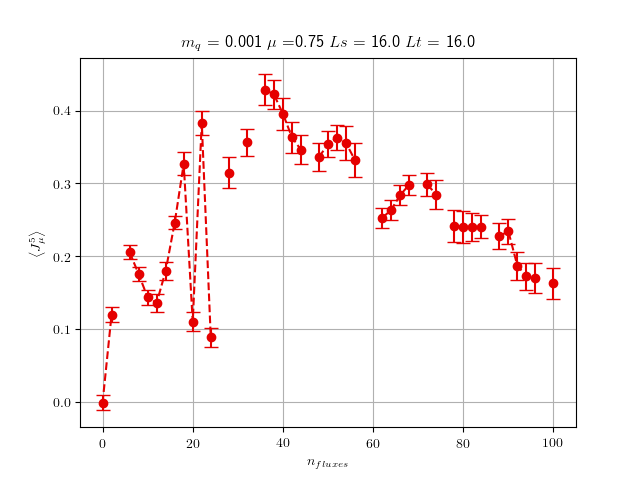 $m_q$ = 0.001 $\mu$ =0.75 $Ls$ = 16.0 $Lt$ = 16.0
0.4
0.3
0.2
0.1
0.0
$\langle J^5_\mu \rangle$
0 20 40 60 80 100
$n_{fluxes}$